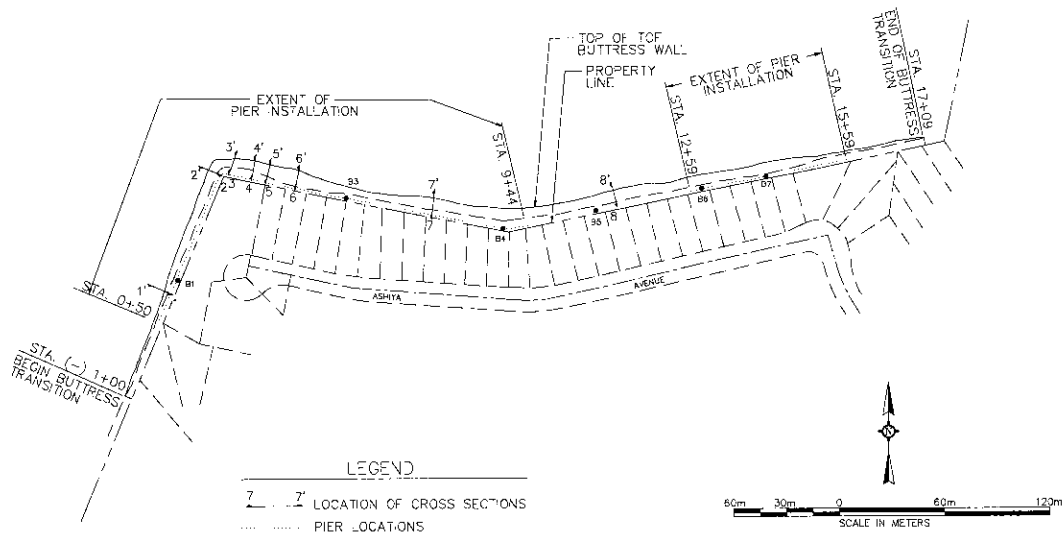 TOP OF TOE
BUTTRESS WALL
PROPERTY
LINE
EXTENT OF PIER
INSTALLATION
STA. 12+59
STA. 15+59
STA. 17+09
END OF BUTTRESS
TRANSITION
EXTENT OF
PIER INSTALLATION
STA. 9+44
2'
3'
4'
5'
6'
7'
8'
2
3
4
5
6
7
8
B3
B4
B5
B6
B7
1'
B1
STA. 0+50
STA. (-) 1+00
BEGIN BUTTRESS
TRANSITION
ASHIYA
AVENUE
N
LEGEND
7 7' LOCATION OF CROSS SECTIONS
PIER LOCATIONS
60m 30m 0 60m 120m
SCALE IN METERS